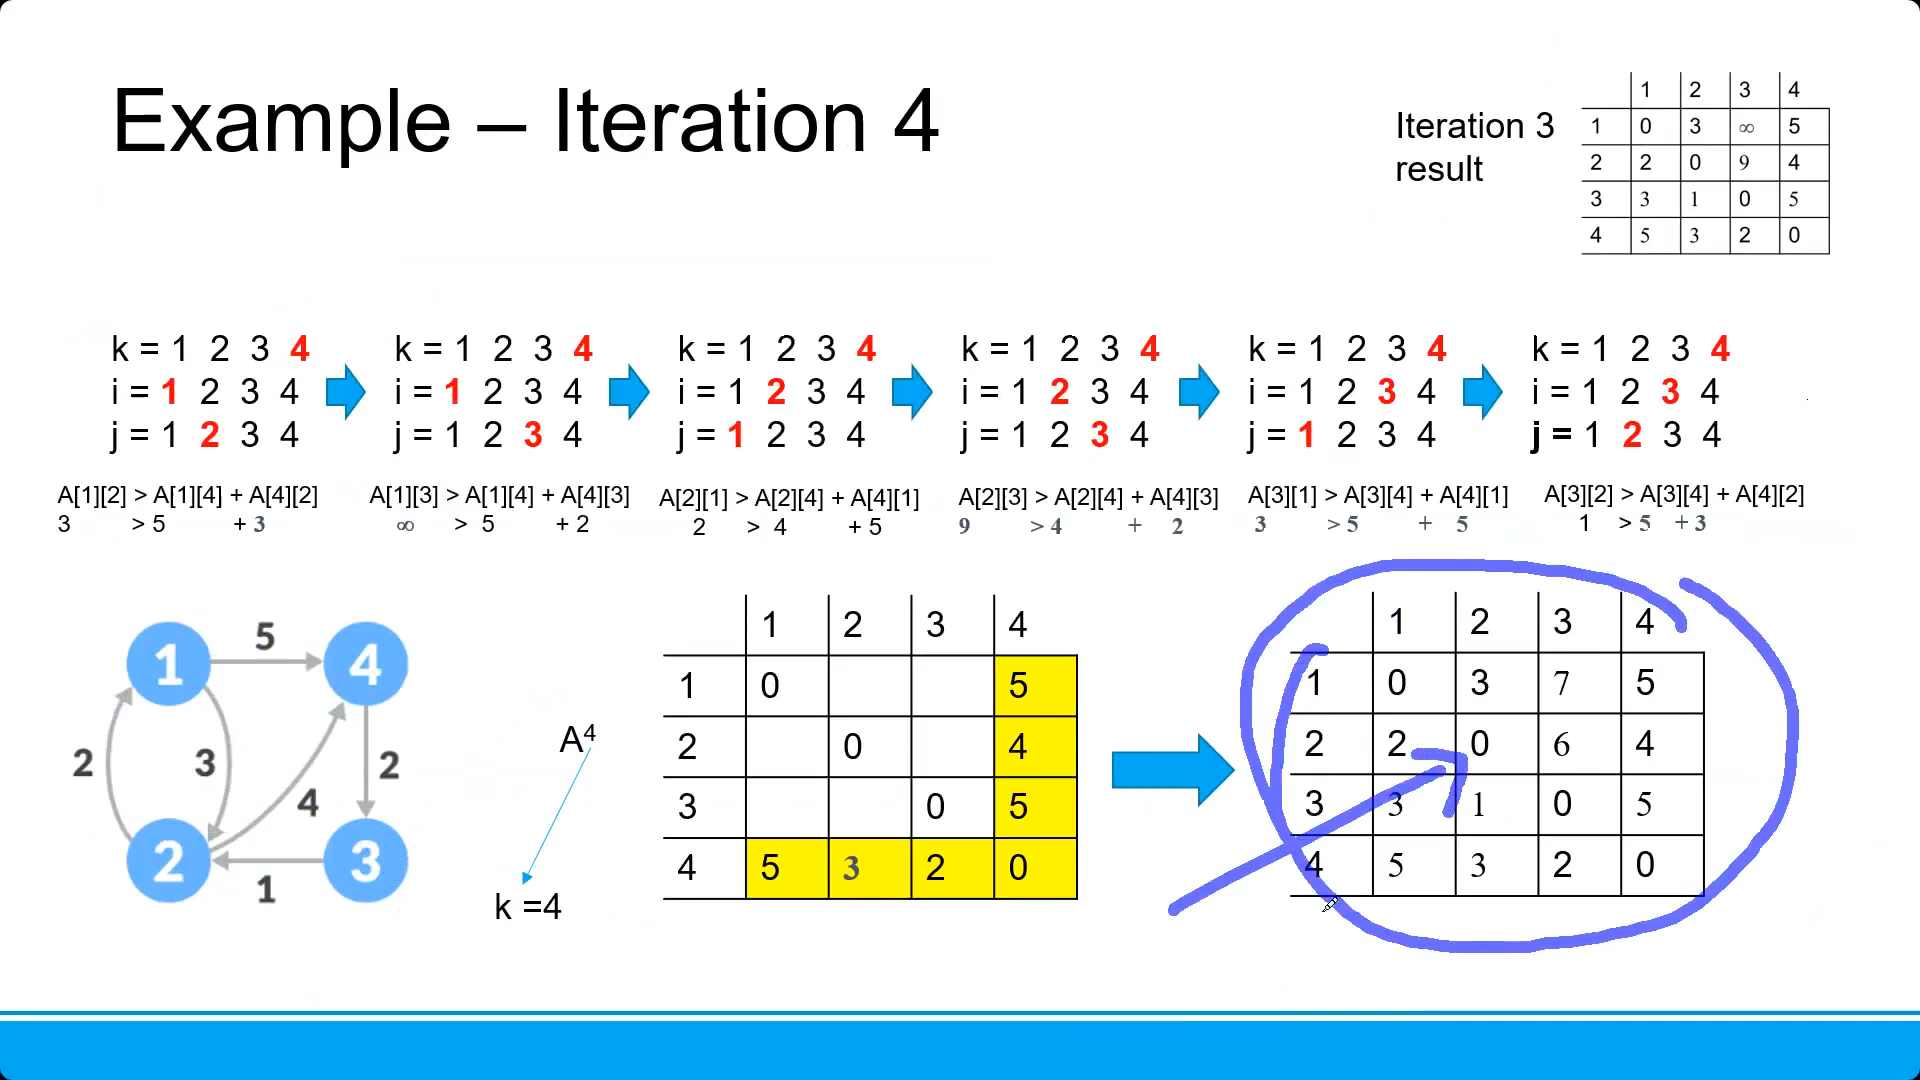 Example – Iteration 4
Iteration 3
result
1 2 3 4
1 0 3 ∞ 5
2 2 0 9 4
3 3 1 0 5
4 5 3 2 0
k = 1 2 3 4
i = 1 2 3 4
j = 1 2 3 4
A[1][2] > A[1][4] + A[4][2]
3 > 5 + 3
k = 1 2 3 4
i = 1 2 3 4
j = 1 2 3 4
A[1][3] > A[1][4] + A[4][3]
∞ > 5 + 2
k = 1 2 3 4
i = 1 2 3 4
j = 1 2 3 4
A[2][1] > A[2][4] + A[4][1]
2 > 4 + 5
k = 1 2 3 4
i = 1 2 3 4
j = 1 2 3 4
A[2][3] > A[2][4] + A[4][3]
9 > 4 + 2
k = 1 2 3 4
i = 1 2 3 4
j = 1 2 3 4
A[3][1] > A[3][4] + A[4][1]
3 > 5 + 5
k = 1 2 3 4
i = 1 2 3 4
j = 1 2 3 4
A[3][2] > A[3][4] + A[4][2]
1 > 5 + 3
1 5 4
2 3 4 2
2 1 3
A⁴
k =4
1 2 3 4
1 0 5
2 0 4
3 0 5
4 5 3 2 0
1 2 3 4
1 0 3 7 5
2 2 0 6 4
3 3 1 0 5
4 5 3 2 0